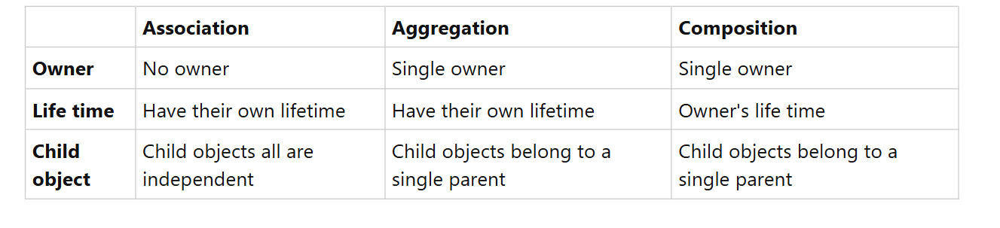 Association Aggregation Composition
Owner No owner Single owner Single owner
Life time Have their own lifetime Have their own lifetime Owner's life time
Child object Child objects all are independent Child objects belong to a single parent Child objects belong to a single parent